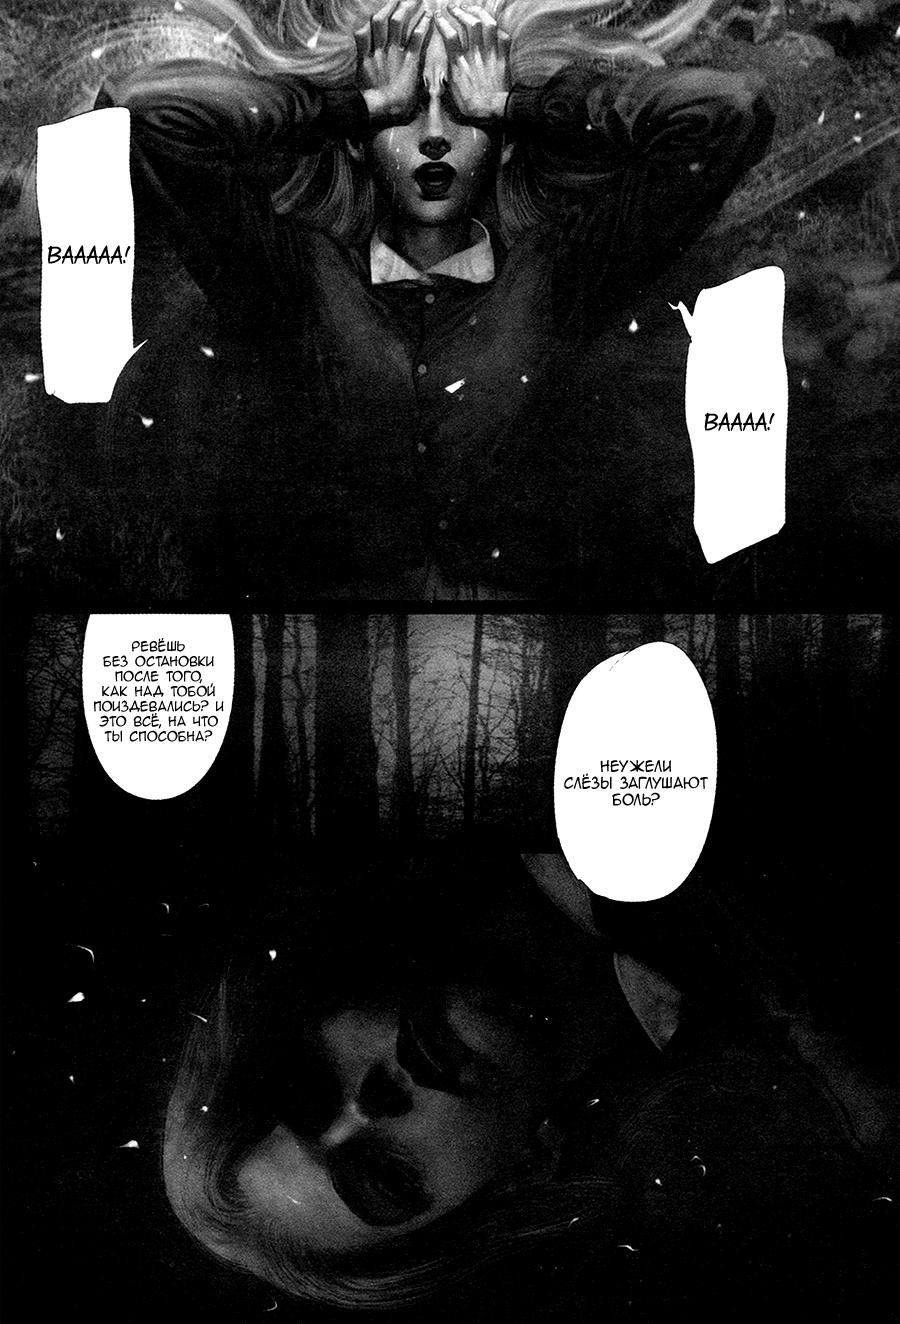 ВААААА!
ВАААА!
РЕВЁШЬ
БЕЗ ОСТАНОВКИ
ПОСЛЕ ТОГО,
КАК НАД ТОБОЙ
ПОИЗДЕВАЛИСЬ? И
ЭТО ВСЁ, НА ЧТО
ТЫ СПОСОБНА?
НЕУЖЕЛИ
СЛЁЗЫ ЗАГЛУШАЮТ
БОЛЬ?